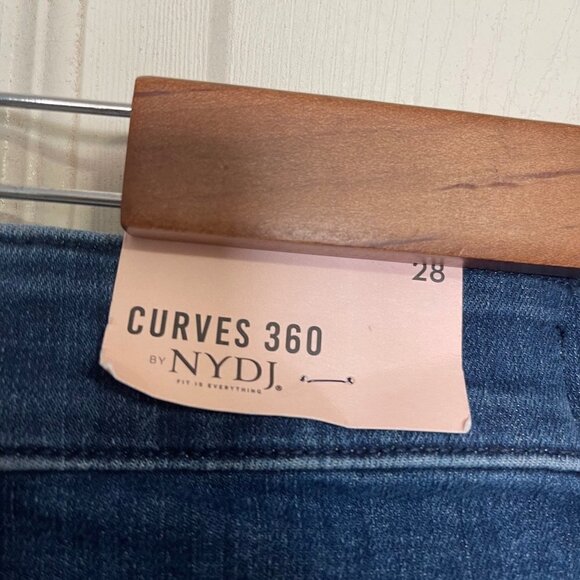 28
CURVES 360
BY NYDJ®
FIT IS EVERYTHING